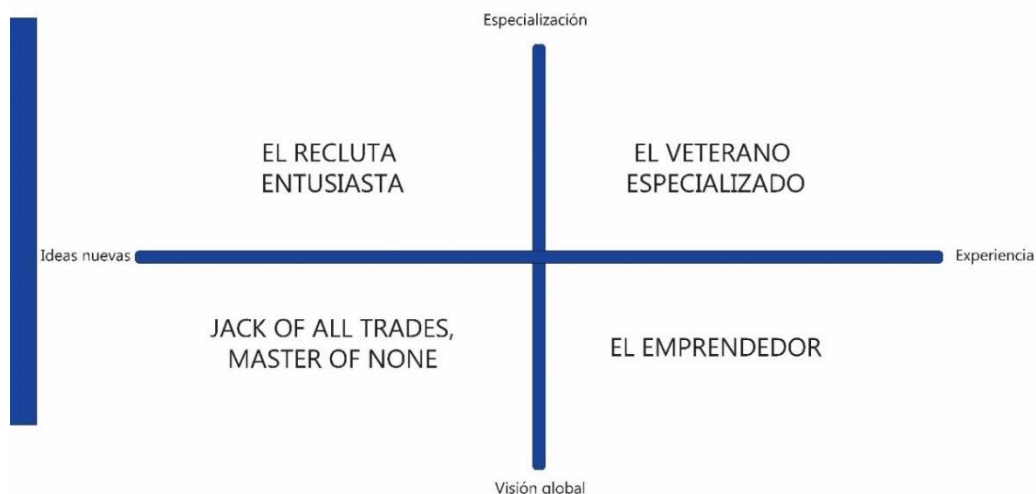 Especialización
EL RECLUTA
ENTUSIASTA
EL VETERANO
ESPECIALIZADO
Ideas nuevas
Experiencia
JACK OF ALL TRADES,
MASTER OF NONE
EL EMPRENDEDOR
Visión global